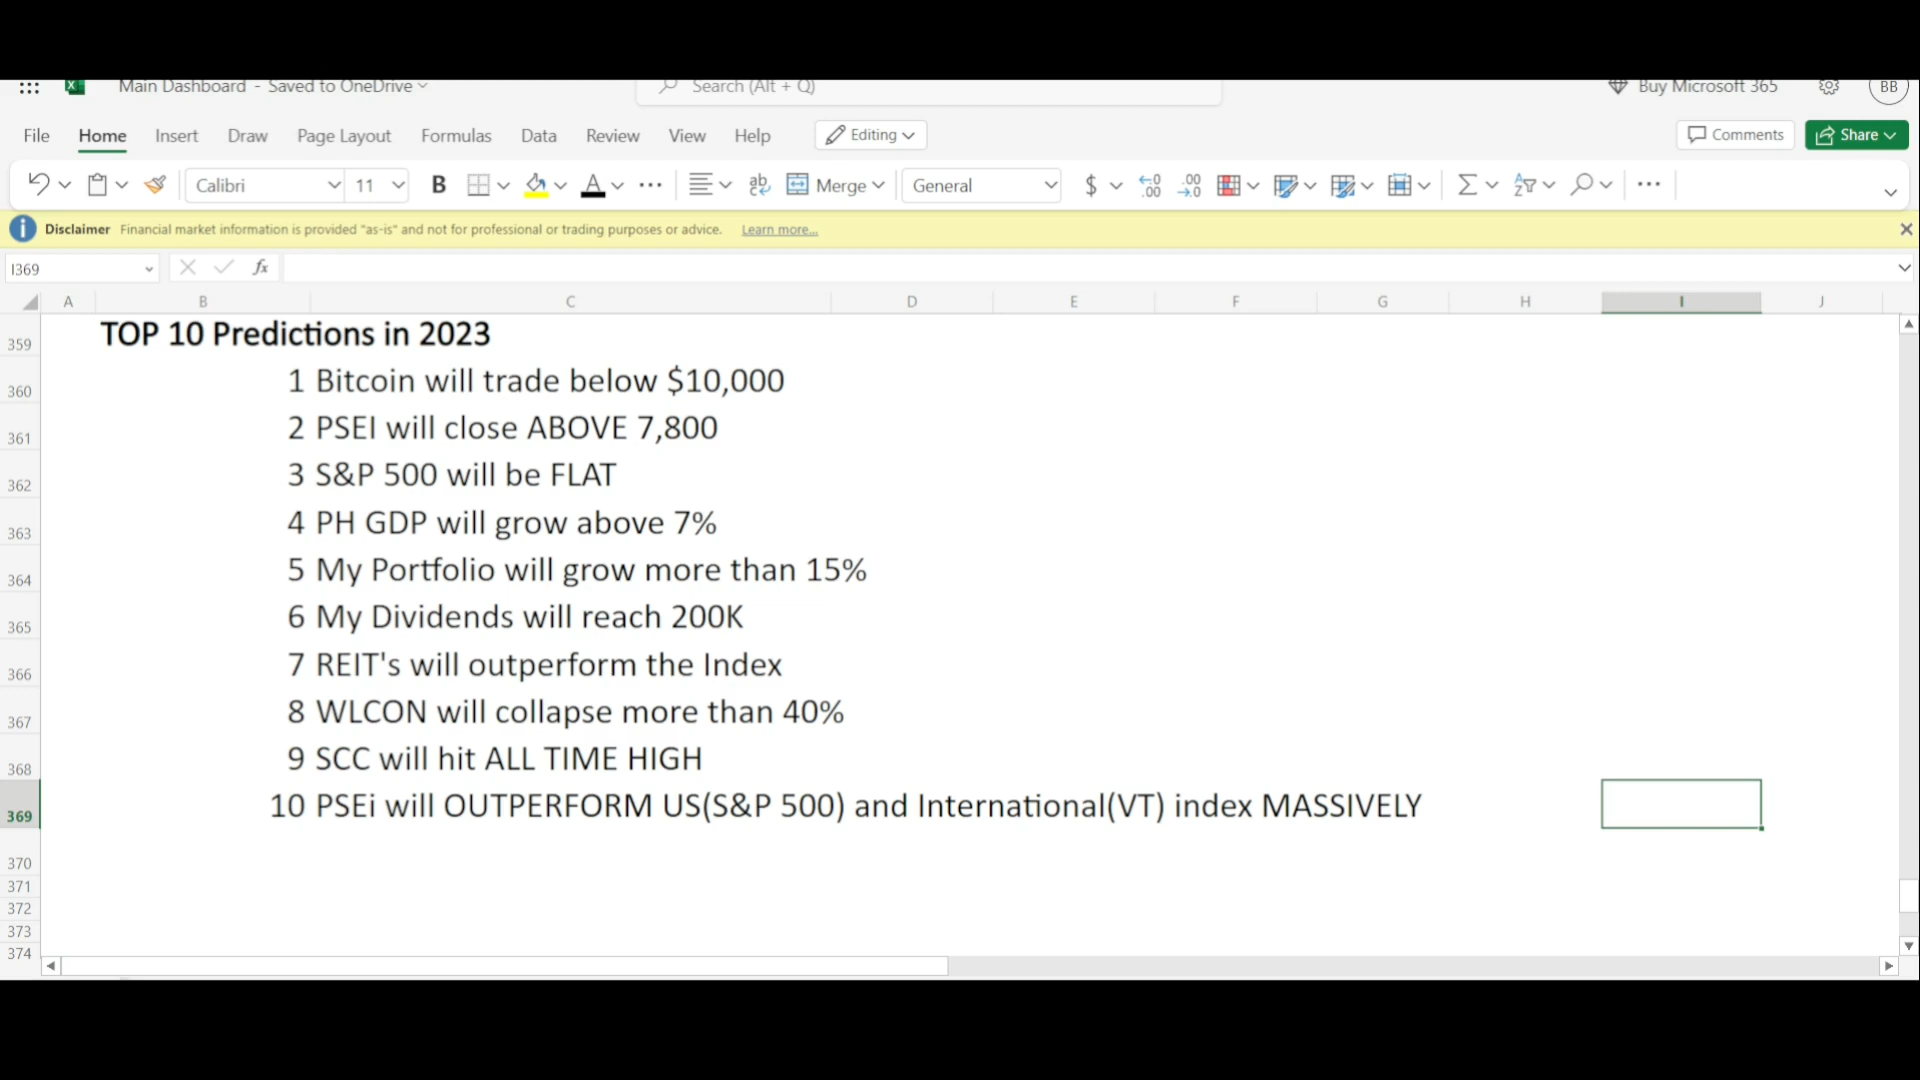 Main Dashboard - Saved to OneDrive
Search (Alt + Q)
Buy Microsoft 365
BB
File Home Insert Draw Page Layout Formulas Data Review View Help Editing Comments Share
Calibri 11 B A ab Merge General $
Disclaimer Financial market information is provided "as-is" and not for professional or trading purposes or advice. Learn more...
I369 fx
A B C D E F G H I J
359 TOP 10 Predictions in 2023
360 1 Bitcoin will trade below $10,000
361 2 PSEI will close ABOVE 7,800
362 3 S&P 500 will be FLAT
363 4 PH GDP will grow above 7%
364 5 My Portfolio will grow more than 15%
365 6 My Dividends will reach 200K
366 7 REIT's will outperform the Index
367 8 WLCON will collapse more than 40%
368 9 SCC will hit ALL TIME HIGH
369 10 PSEi will OUTPERFORM US(S&P 500) and International(VT) index MASSIVELY
370
371
372
373
374